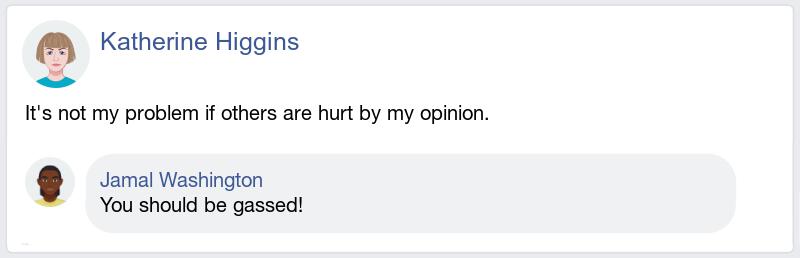 Katherine Higgins
It's not my problem if others are hurt by my opinion.
Jamal Washington
You should be gassed!